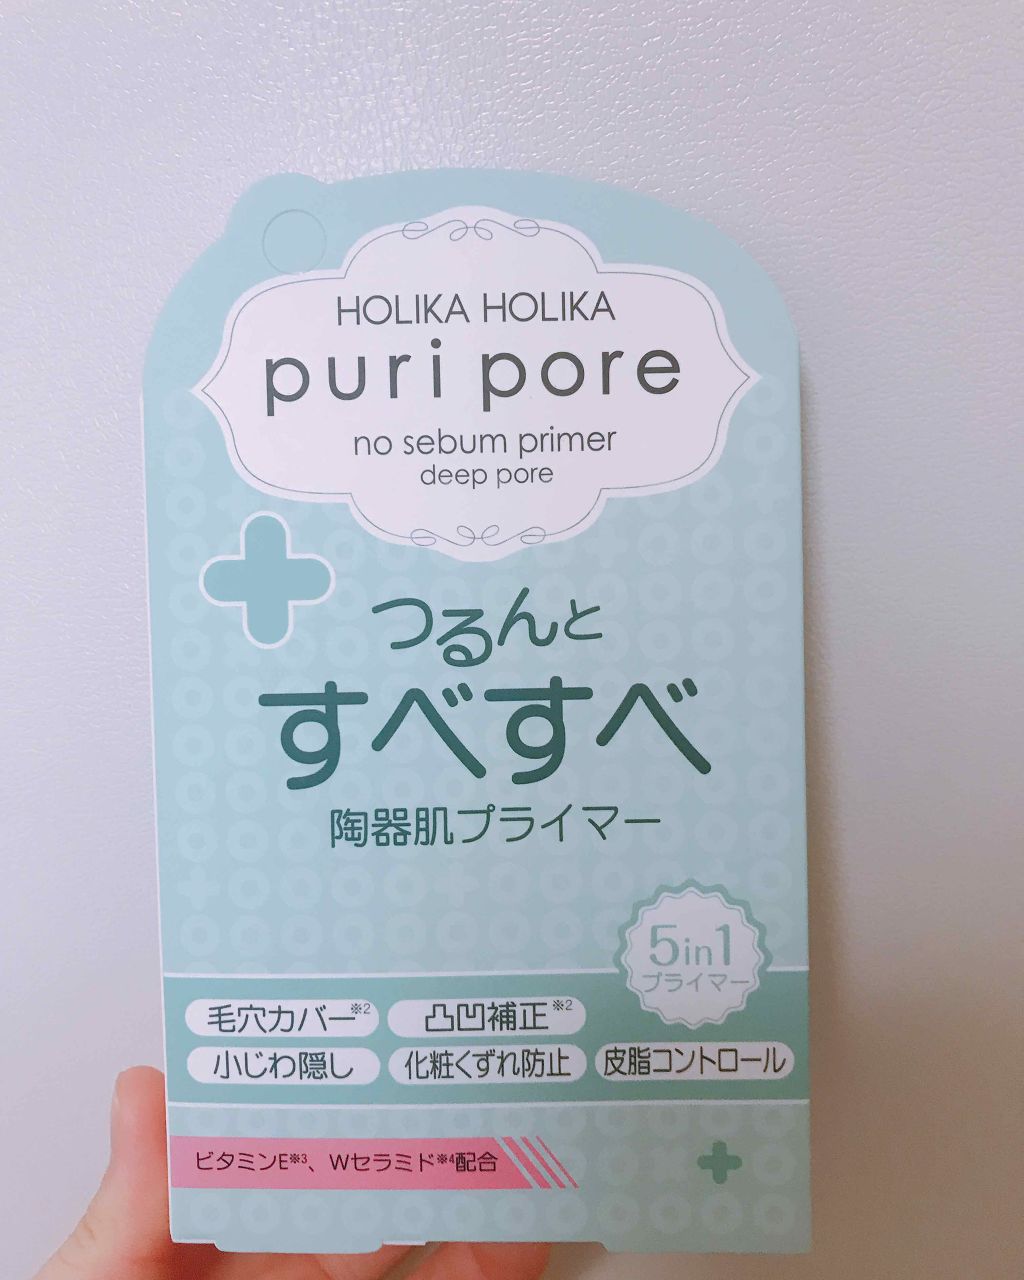 HOLIKA HOLIKA
puri pore
no sebum primer
deep pore
つるんと
すべすべ
陶器肌プライマー
5in1
プライマー
毛穴カバー※2
凸凹補正※2
小じわ隠し
化粧くずれ防止
皮脂コントロール
ビタミンE※3、Wセラミド※4配合